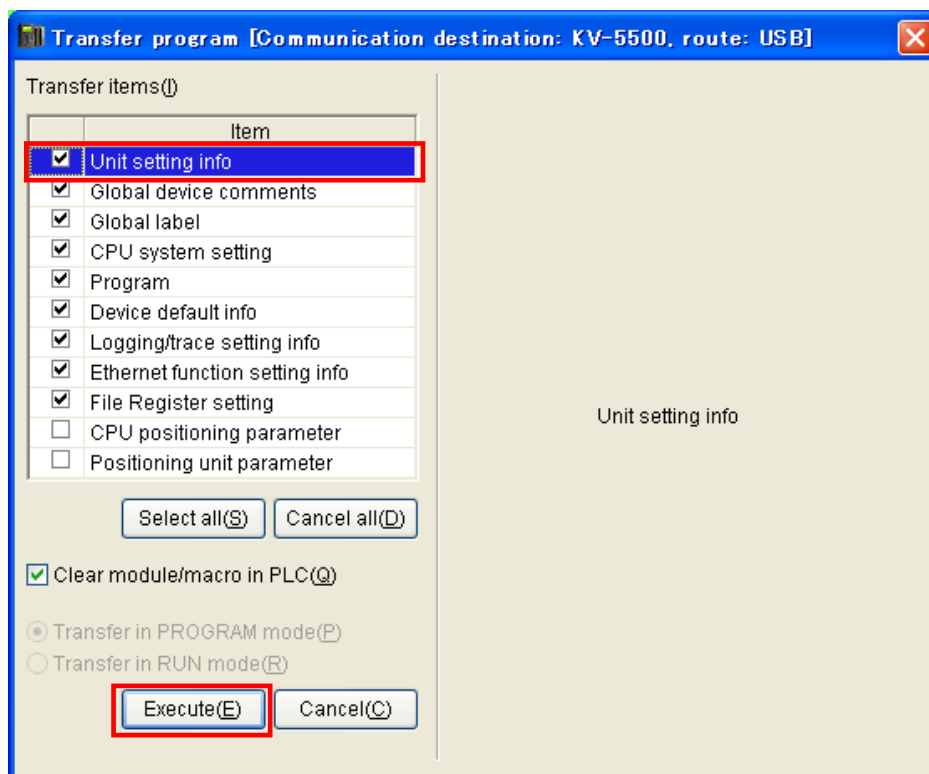 Transfer program [Communication destination: KV-5500, route: USB]
Transfer items(I)
Item
Unit setting info
Global device comments
Global label
CPU system setting
Program
Device default info
Logging/trace setting info
Ethernet function setting info
File Register setting
CPU positioning parameter
Positioning unit parameter
Select all(S) Cancel all(D)
Clear module/macro in PLC(Q)
Transfer in PROGRAM mode(P)
Transfer in RUN mode(R)
Execute(E) Cancel(C)
Unit setting info